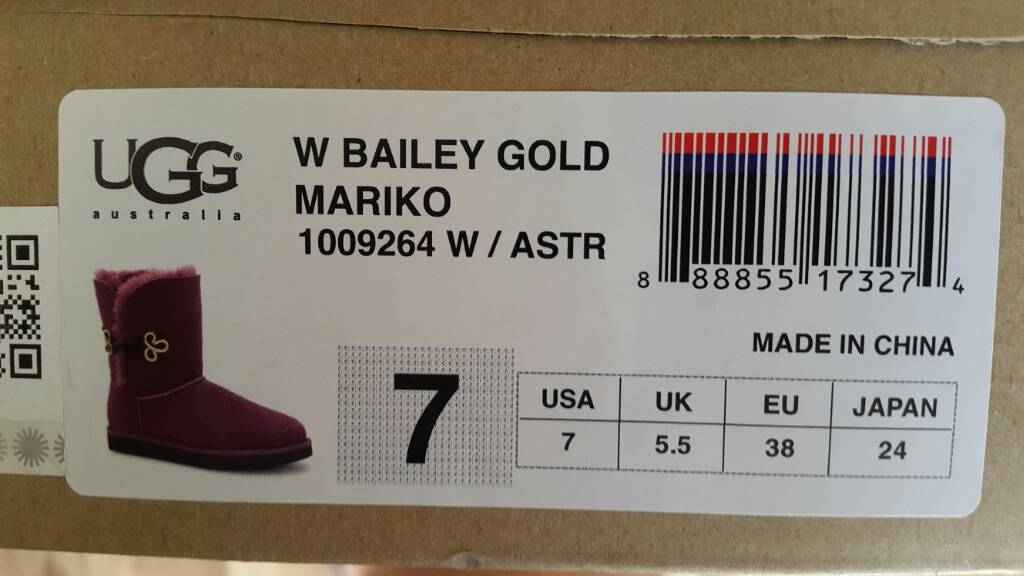 UGG®
australia
W BAILEY GOLD
MARIKO
1009264 W / ASTR
8 88855 17327 4
MADE IN CHINA
7
USA UK EU JAPAN
7 5.5 38 24